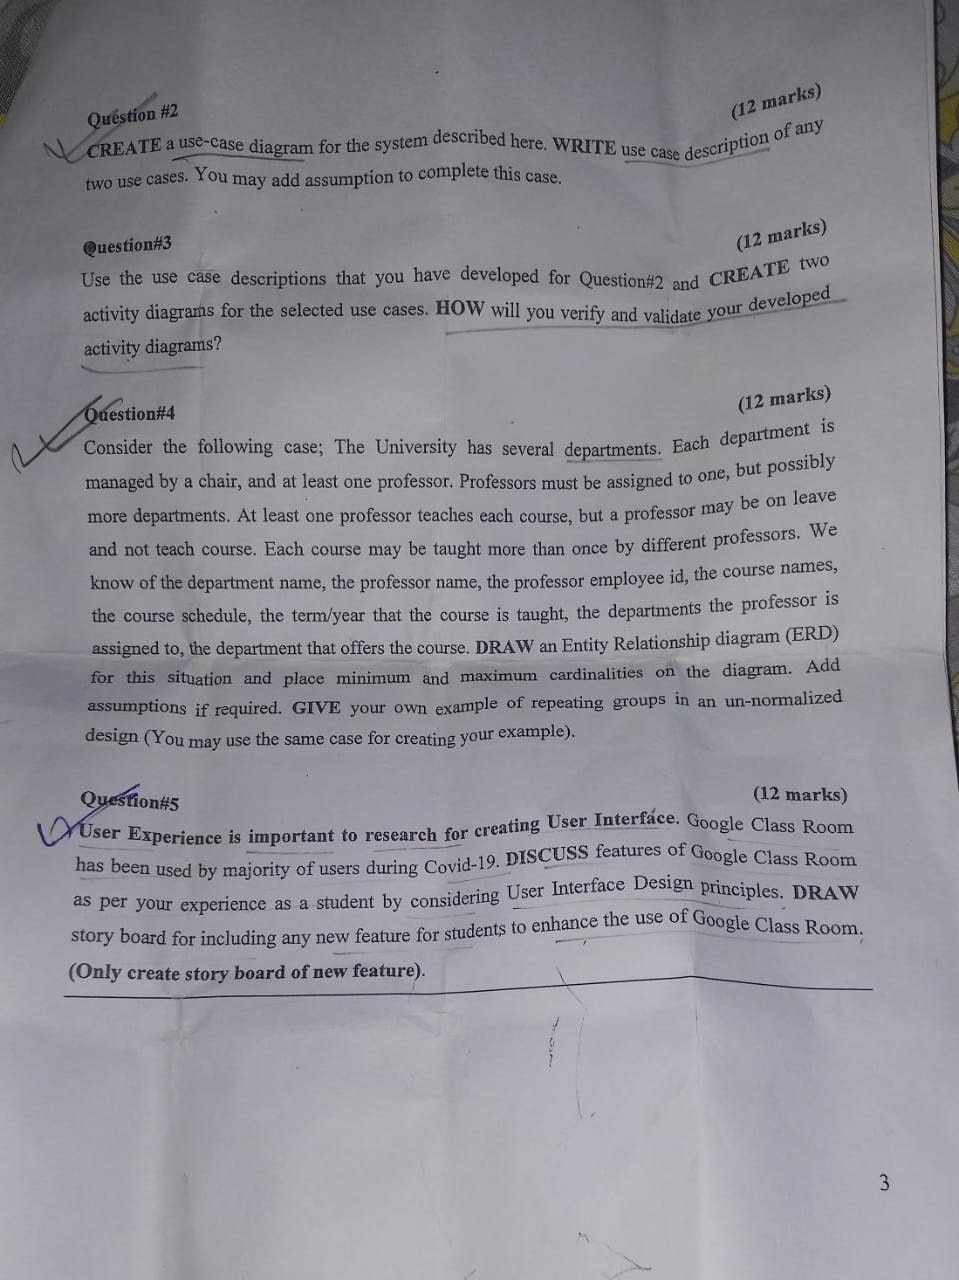 Question #2
(12 marks)
CREATE a use-case diagram for the system described here. WRITE use case description of any
two use cases. You may add assumption to complete this case.
Question#3
(12 marks)
Use the use case descriptions that you have developed for Question#2 and CREATE two
activity diagrams for the selected use cases. HOW will you verify and validate your developed
activity diagrams?
Question#4
(12 marks)
Consider the following case; The University has several departments. Each department is
managed by a chair, and at least one professor. Professors must be assigned to one, but possibly
more departments. At least one professor teaches each course, but a professor may be on leave
and not teach course. Each course may be taught more than once by different professors. We
know of the department name, the professor name, the professor employee id, the course names,
the course schedule, the term/year that the course is taught, the departments the professor is
assigned to, the department that offers the course. DRAW an Entity Relationship diagram (ERD)
for this situation and place minimum and maximum cardinalities on the diagram. Add
assumptions if required. GIVE your own example of repeating groups in an un-normalized
design (You may use the same case for creating your example).
Question#5
(12 marks)
User Experience is important to research for creating User Interface. Google Class Room
has been used by majority of users during Covid-19. DISCUSS features of Google Class Room
as per your experience as a student by considering User Interface Design principles. DRAW
story board for including any new feature for students to enhance the use of Google Class Room.
(Only create story board of new feature).
3